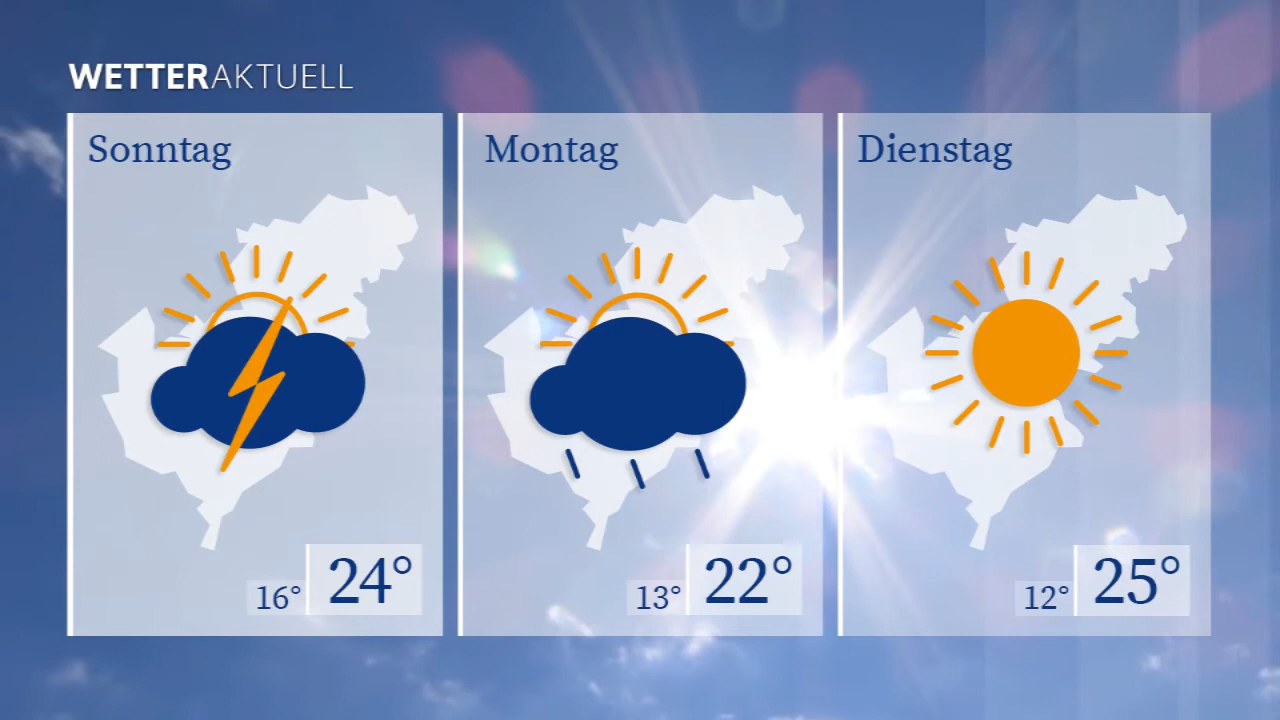 WETTERAKTUELL
Sonntag
Montag
Dienstag
16° 24°
13° 22°
12° 25°